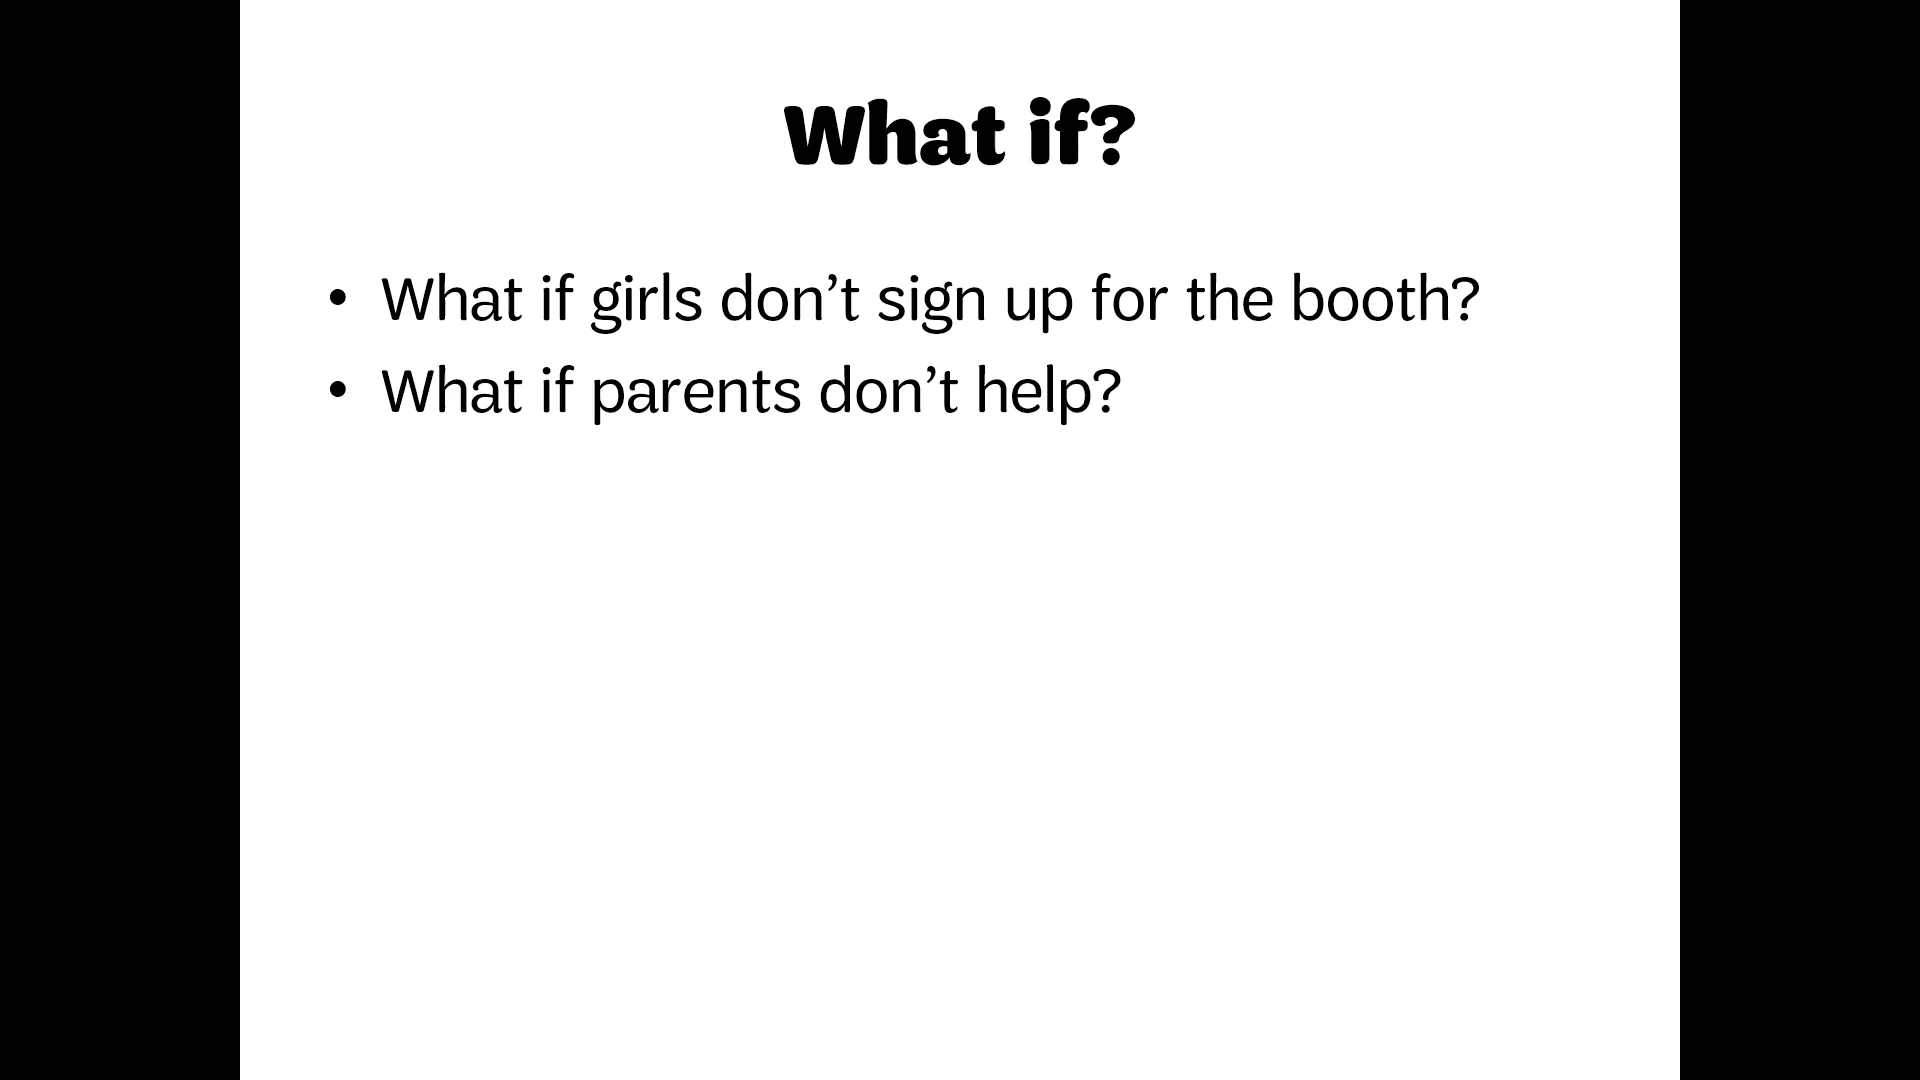 What if?
• What if girls don’t sign up for the booth?
• What if parents don’t help?